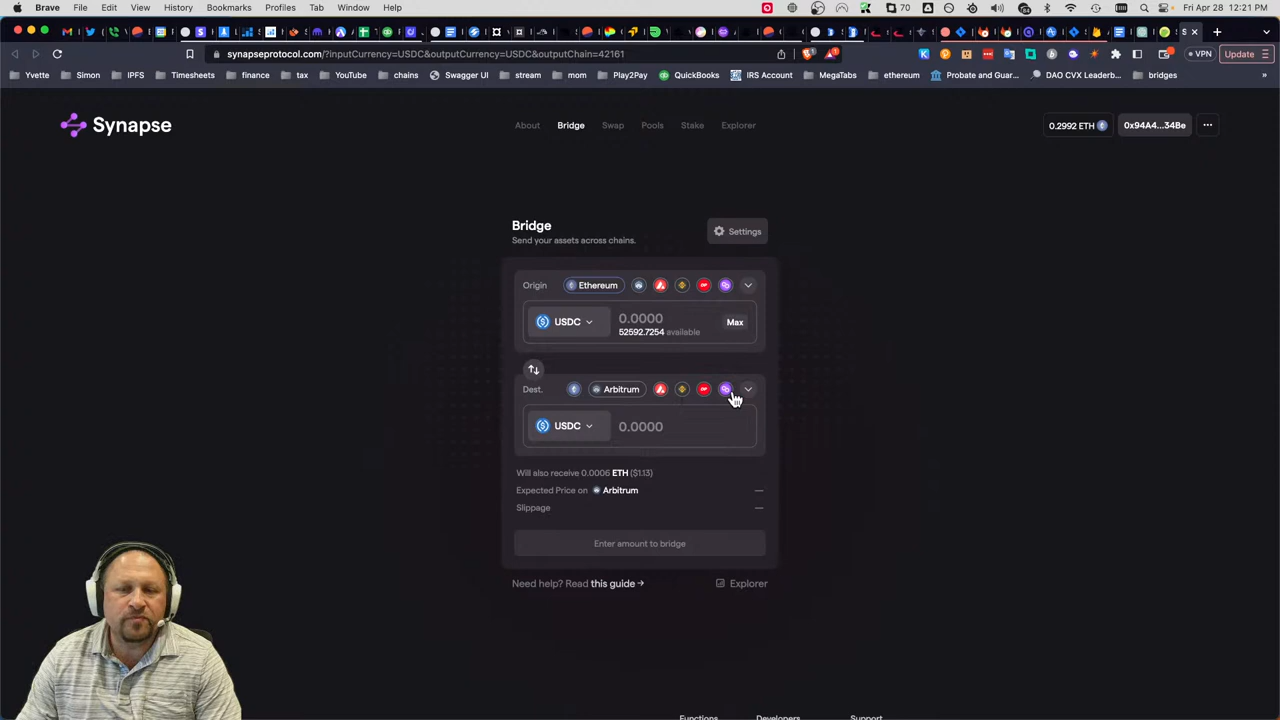 Brave File Edit View History Bookmarks Profiles Tab Window Help
70
Fri Apr 28 12:21 PM
synapseprotocol.com/?inputCurrency=USDC&outputCurrency=USDC&outputChain=42161
VPN
Update
Yvette Simon IPFS Timesheets finance tax YouTube chains Swagger UI stream mom Play2Pay QuickBooks IRS Account MegaTabs ethereum Probate and Guar... DAO CVX Leaderb... bridges »
Synapse
About Bridge Swap Pools Stake Explorer
0.2992 ETH
0x94A4...34Be
...
Bridge
Settings
Send your assets across chains.
Origin Ethereum
OP
USDC
0.0000
52592.7254 available
Max
Dest. Arbitrum
OP
USDC
0.0000
Will also receive 0.0006 ETH ($1.13)
Expected Price on Arbitrum —
Slippage —
Enter amount to bridge
Need help? Read this guide →
Explorer
Functions Developers Support